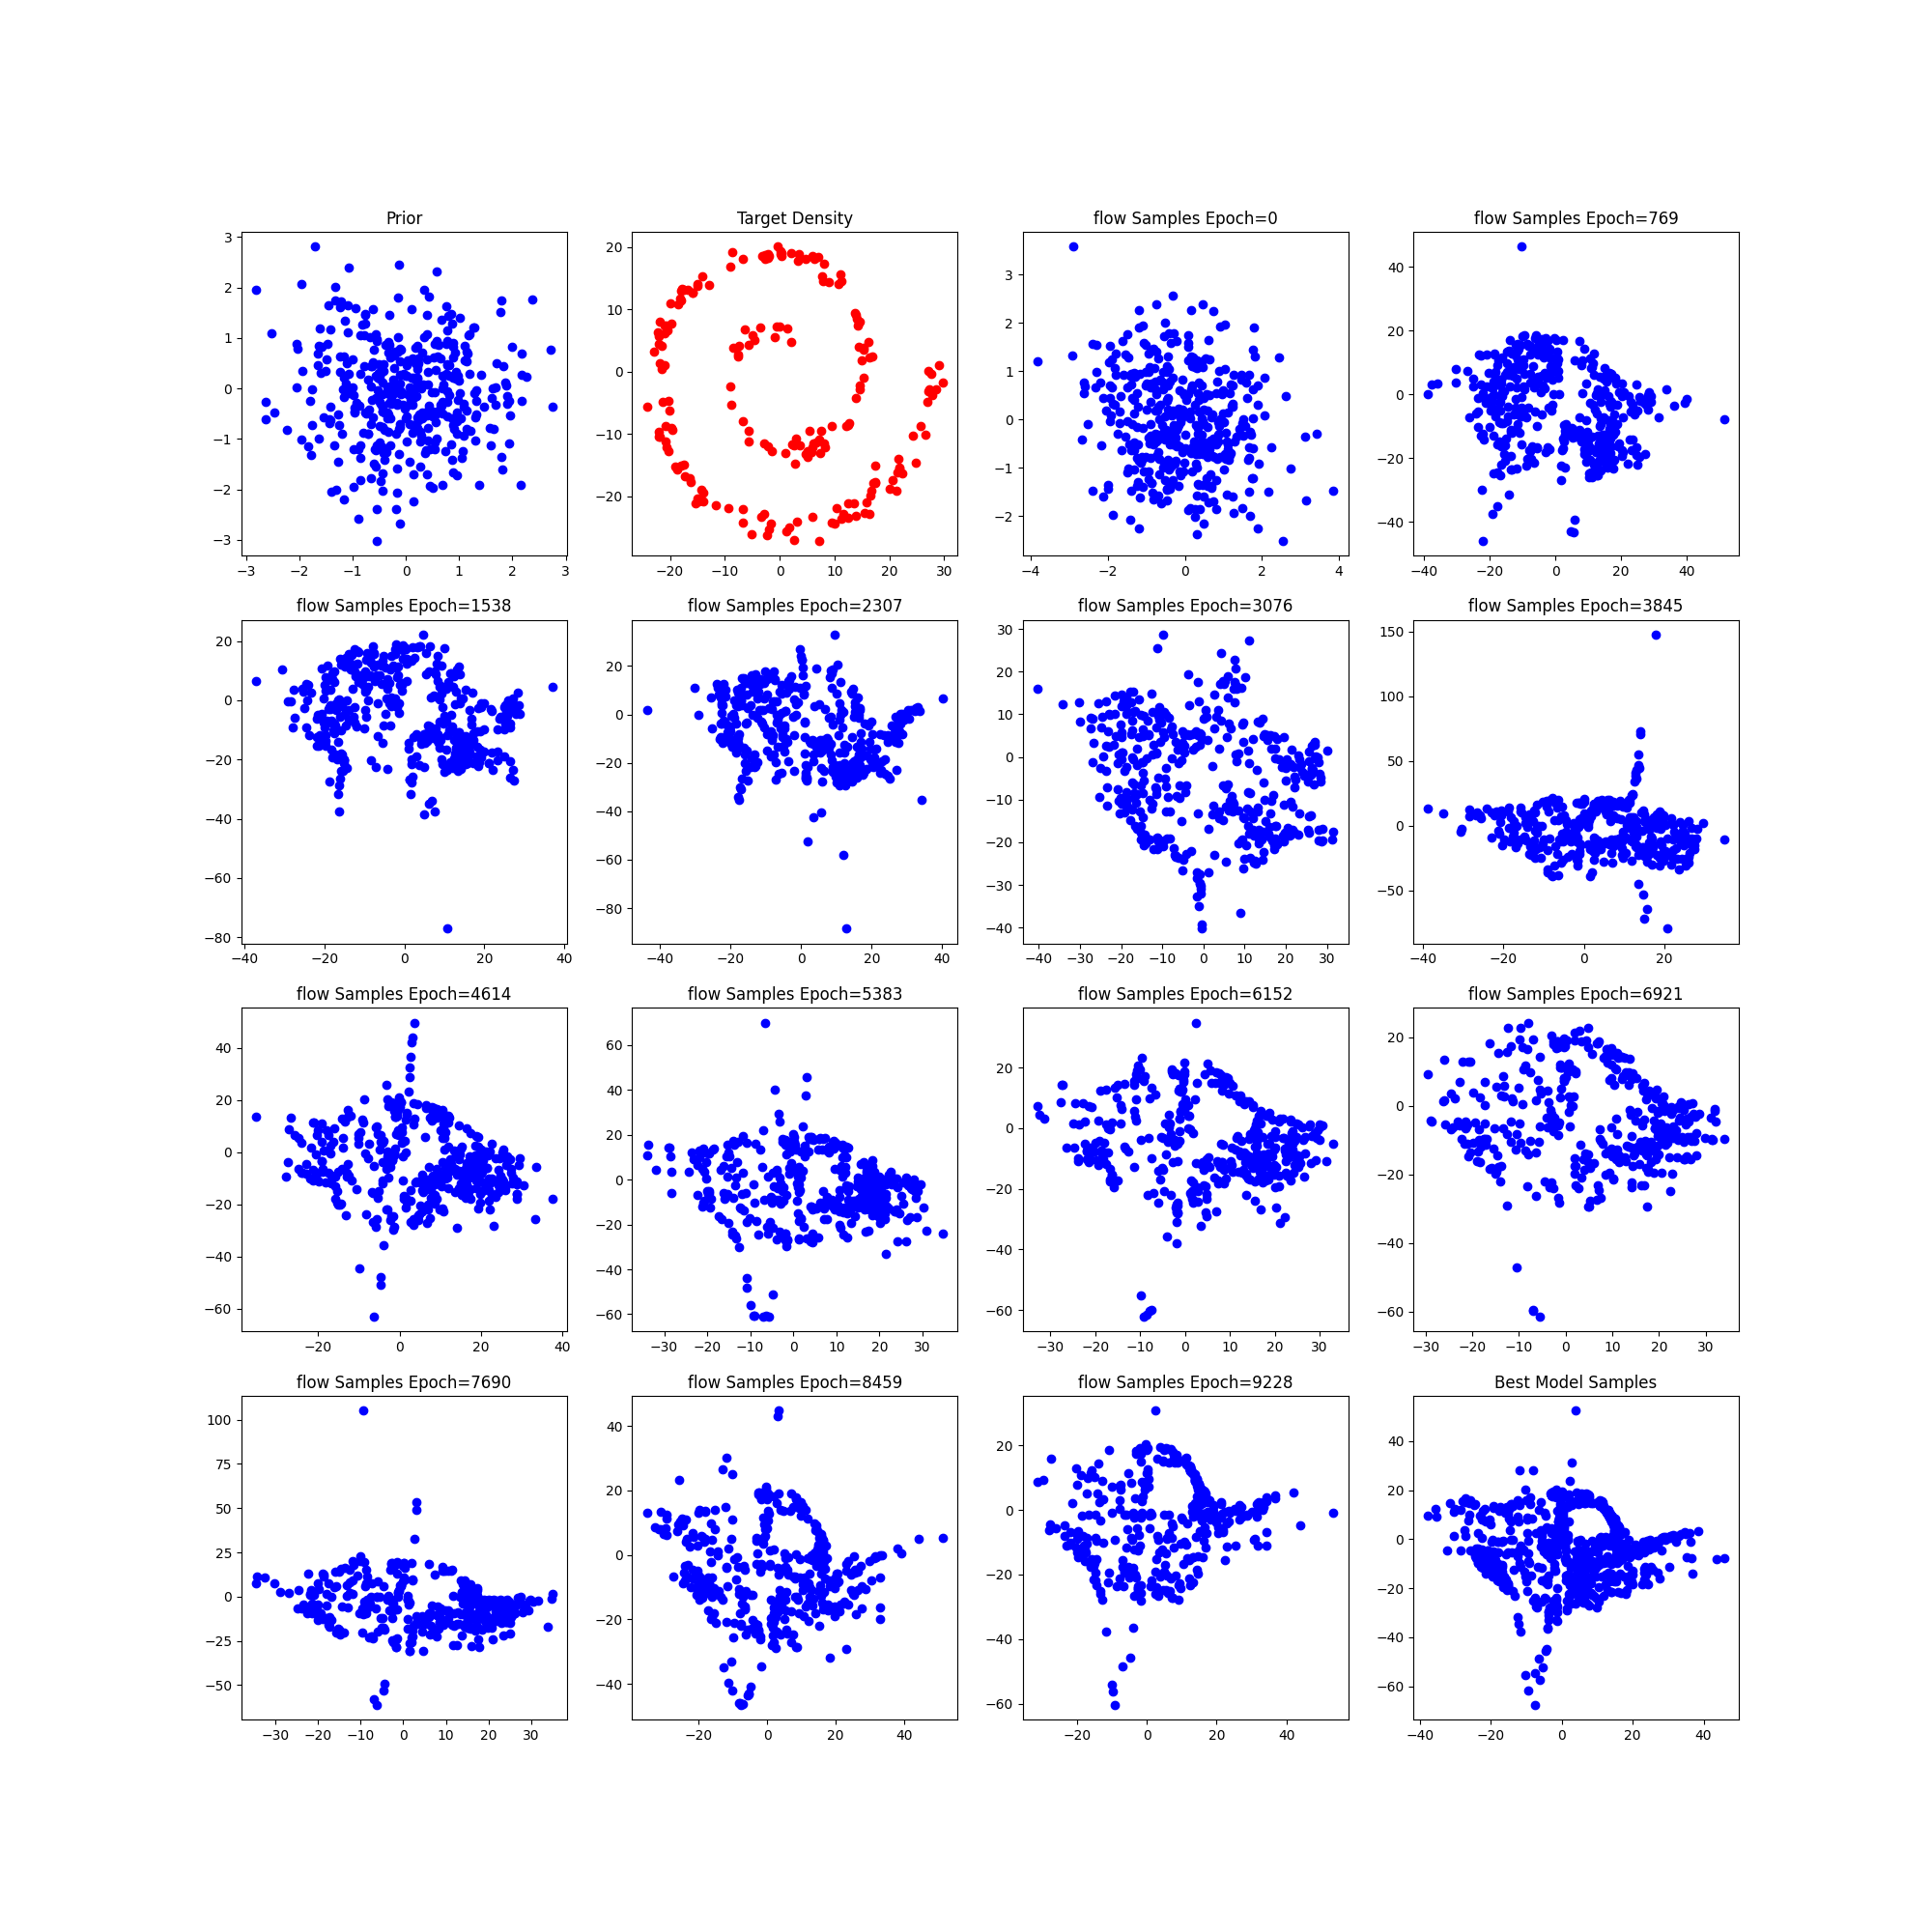 Prior
Target Density
flow Samples Epoch=0
flow Samples Epoch=769
3
2
1
0
−1
−2
−3
−3 −2 −1 0 1 2 3
20
10
0
−10
−20
−20 −10 0 10 20 30
3
2
1
0
−1
−2
−4 −2 0 2 4
40
20
0
−20
−40
−40 −20 0 20 40
flow Samples Epoch=1538
flow Samples Epoch=2307
flow Samples Epoch=3076
flow Samples Epoch=3845
20
0
−20
−40
−60
−80
−40 −20 0 20 40
20
0
−20
−40
−60
−80
−40 −20 0 20 40
30
20
10
0
−10
−20
−30
−40
−40 −30 −20 −10 0 10 20 30
150
100
50
0
−50
−40 −20 0 20
flow Samples Epoch=4614
flow Samples Epoch=5383
flow Samples Epoch=6152
flow Samples Epoch=6921
40
20
0
−20
−40
−60
−20 0 20 40
60
40
20
0
−20
−40
−60
−30 −20 −10 0 10 20 30
20
0
−20
−40
−60
−30 −20 −10 0 10 20 30
20
0
−20
−40
−60
−30 −20 −10 0 10 20 30
flow Samples Epoch=7690
flow Samples Epoch=8459
flow Samples Epoch=9228
Best Model Samples
100
75
50
25
0
−25
−50
−30 −20 −10 0 10 20 30
40
20
0
−20
−40
−20 0 20 40
20
0
−20
−40
−60
−20 0 20 40
40
20
0
−20
−40
−60
−40 −20 0 20 40